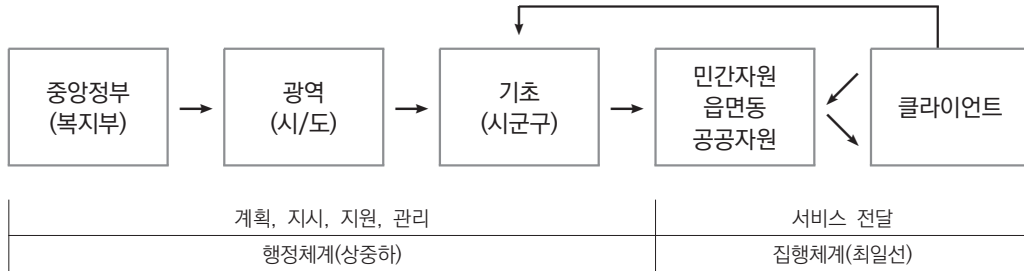 중앙정부
(복지부)
광역
(시/도)
기초
(시군구)
민간자원
읍면동
공공자원
클라이언트
계획, 지시, 지원, 관리
서비스 전달
행정체계(상중하)
집행체계(최일선)